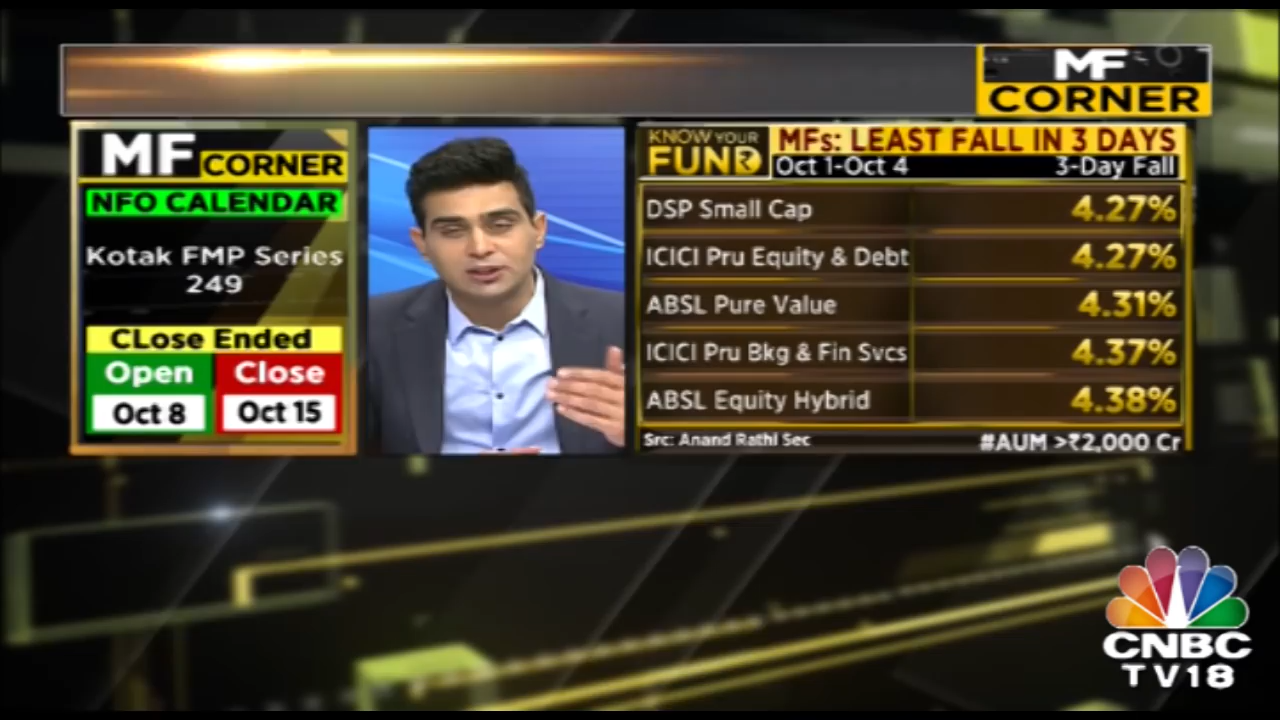 MF
CORNER
MF CORNER
NFO CALENDAR
Kotak FMP Series
249
CLose Ended
Open Close
Oct 8 Oct 15
KNOW YOUR
FUND
MFs: LEAST FALL IN 3 DAYS
Oct 1-Oct 4 3-Day Fall
DSP Small Cap 4.27%
ICICI Pru Equity & Debt 4.27%
ABSL Pure Value 4.31%
ICICI Pru Bkg & Fin Svcs 4.37%
ABSL Equity Hybrid 4.38%
Src: Anand Rathi Sec #AUM >₹2,000 Cr
CNBC
TV18